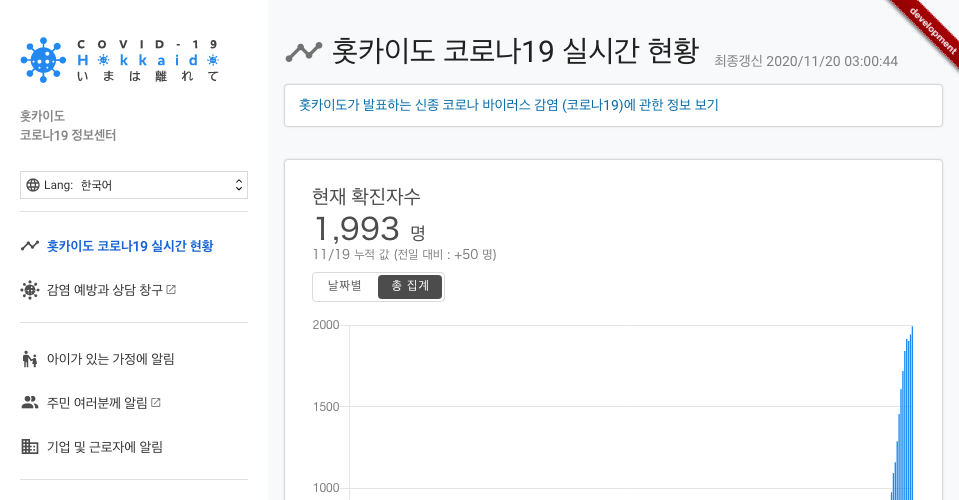 COVID-19
Hokkaido
いまは離れて
홋카이도
코로나19 정보센터
Lang: 한국어
홋카이도 코로나19 실시간 현황
감염 예방과 상담 창구
아이가 있는 가정에 알림
주민 여러분께 알림
기업 및 근로자에 알림
development
홋카이도 코로나19 실시간 현황
최종갱신 2020/11/20 03:00:44
홋카이도가 발표하는 신종 코로나 바이러스 감염 (코로나19)에 관한 정보 보기
현재 확진자수
1,993 명
11/19 누적 값 (전일 대비 : +50 명)
날짜별 총 집계
2000
1500
1000